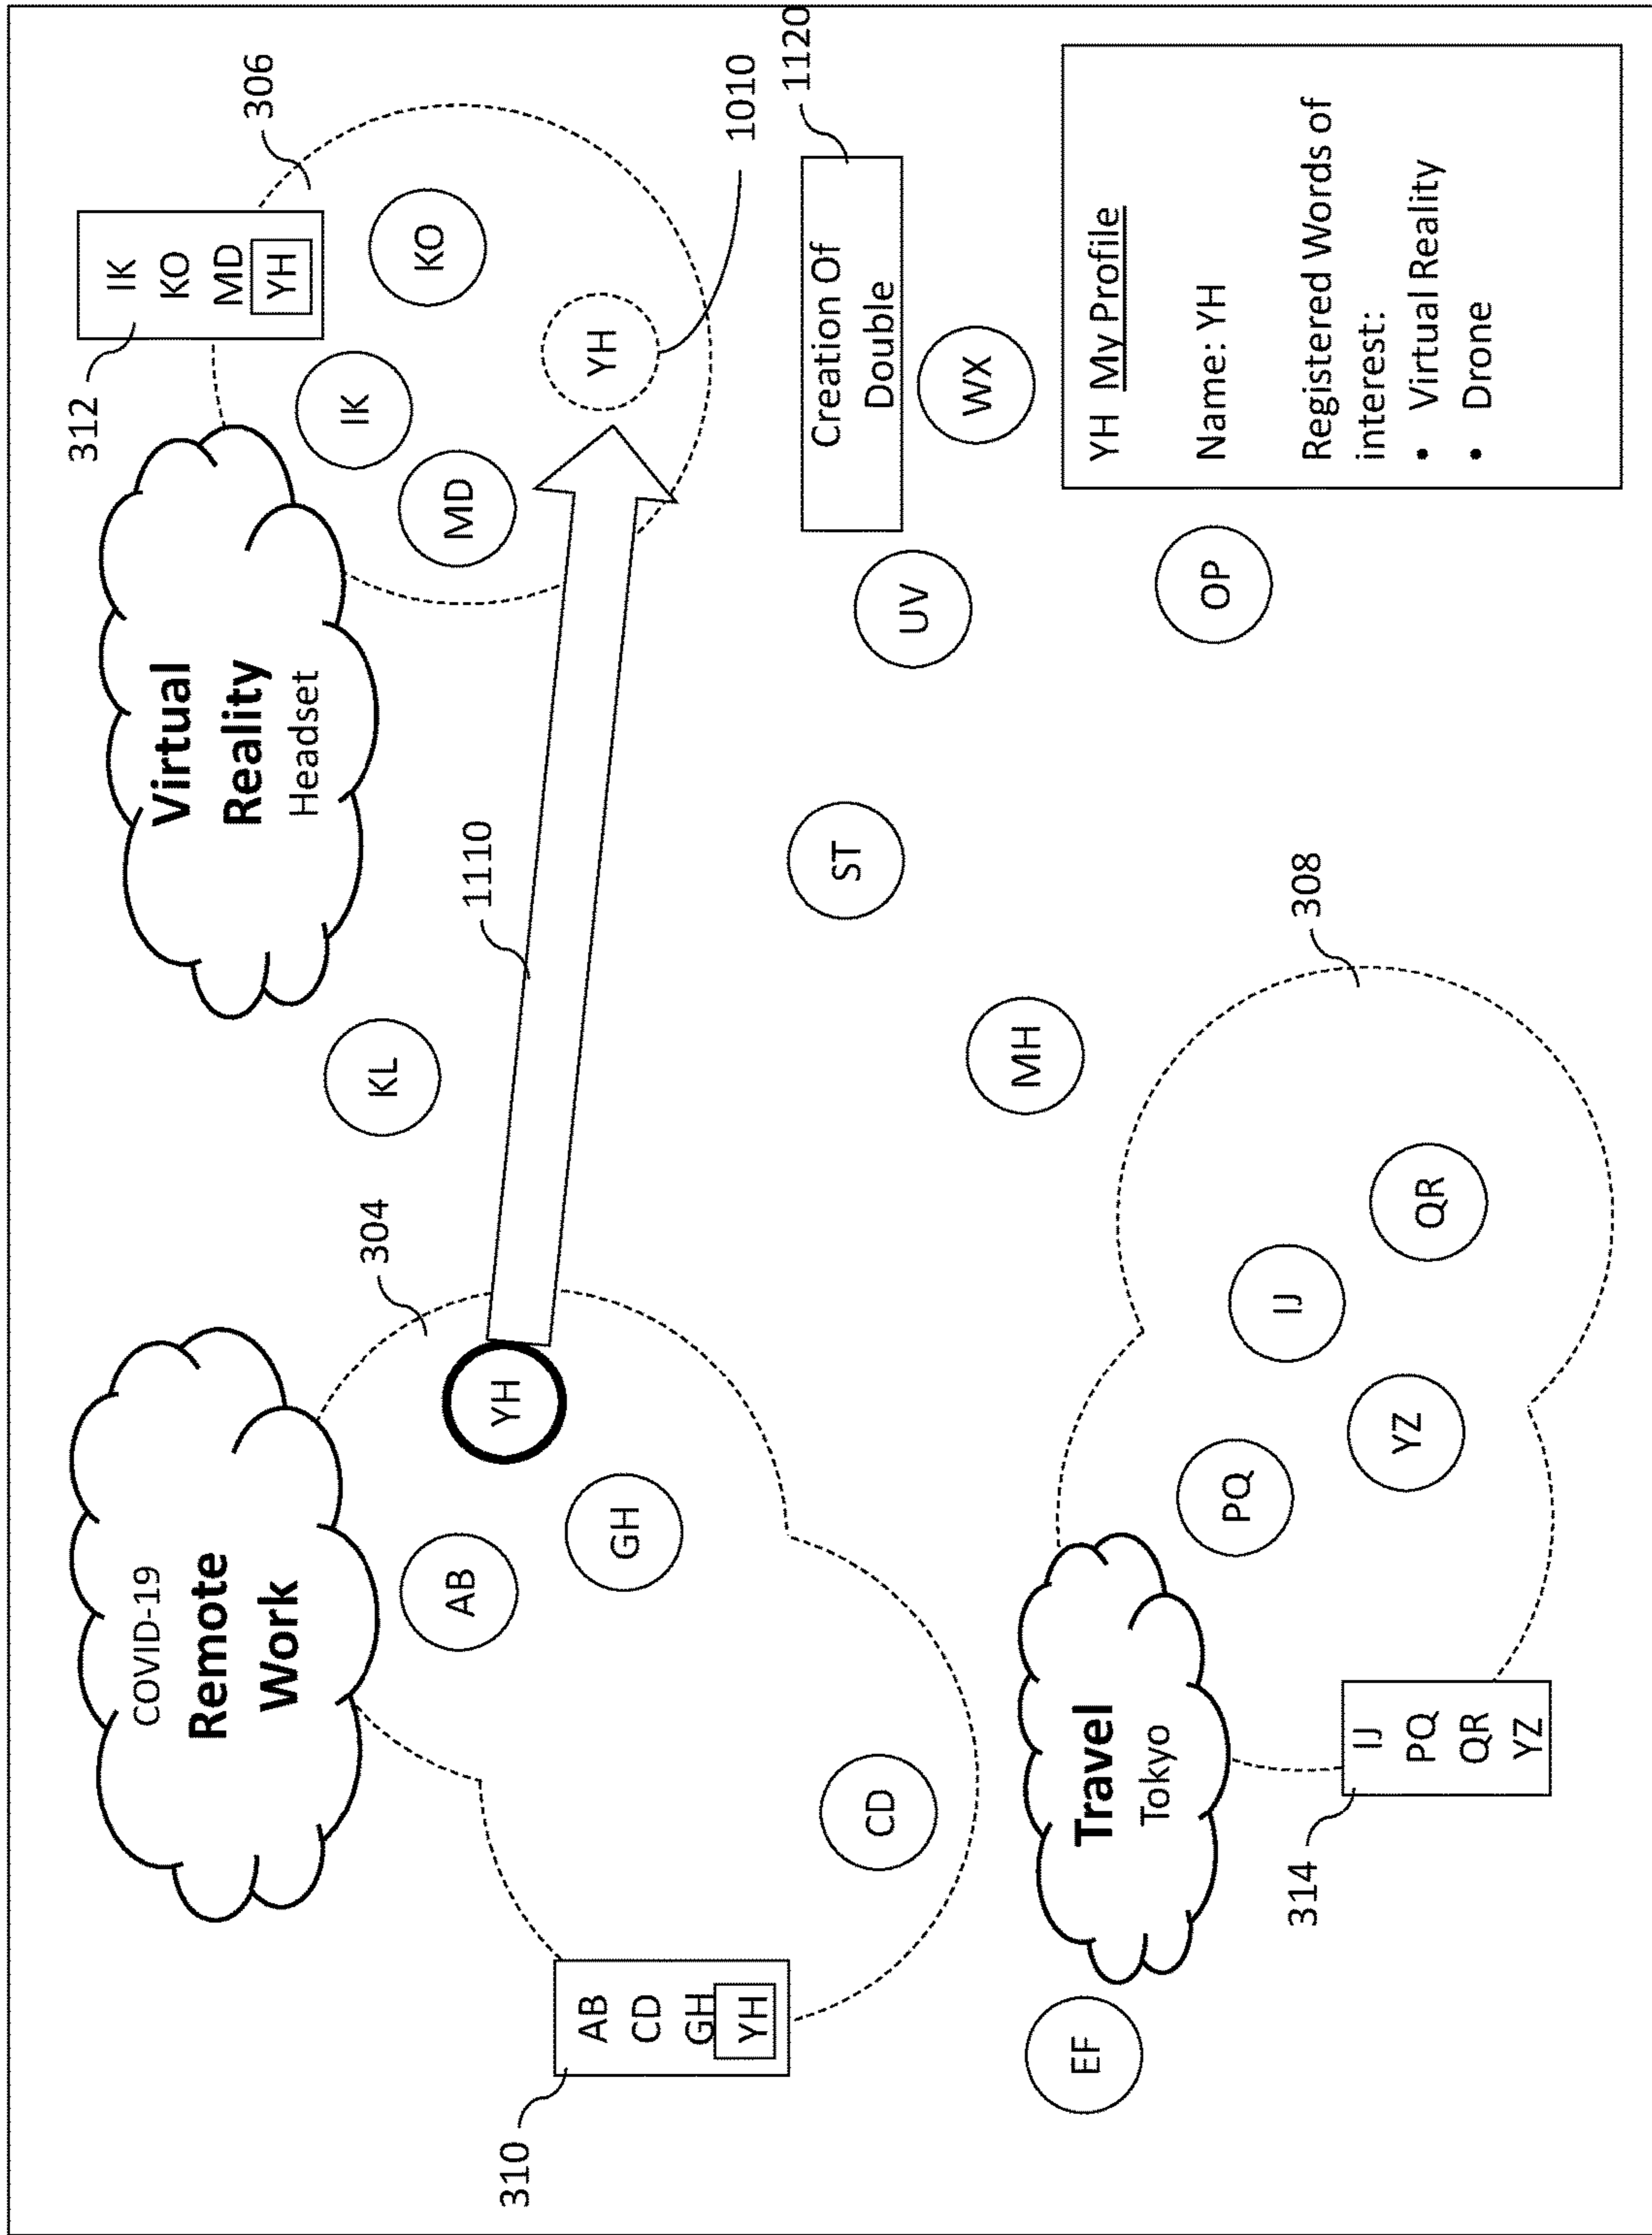 COVID-19
Remote
Work
304
YH
AB
GH
CD
310
AB
CD
GH
YH
KL
1110
Virtual
Reality
Headset
312
IK
KO
MD
YH
306
IK
KO
MD
YH
1010
Creation Of
Double
1120
ST
UV
WX
MH
OP
EF
Travel
Tokyo
314
IJ
PQ
QR
YZ
PQ
IJ
YZ
QR
308
YH My Profile
Name: YH
Registered Words of
interest:
• Virtual Reality
• Drone